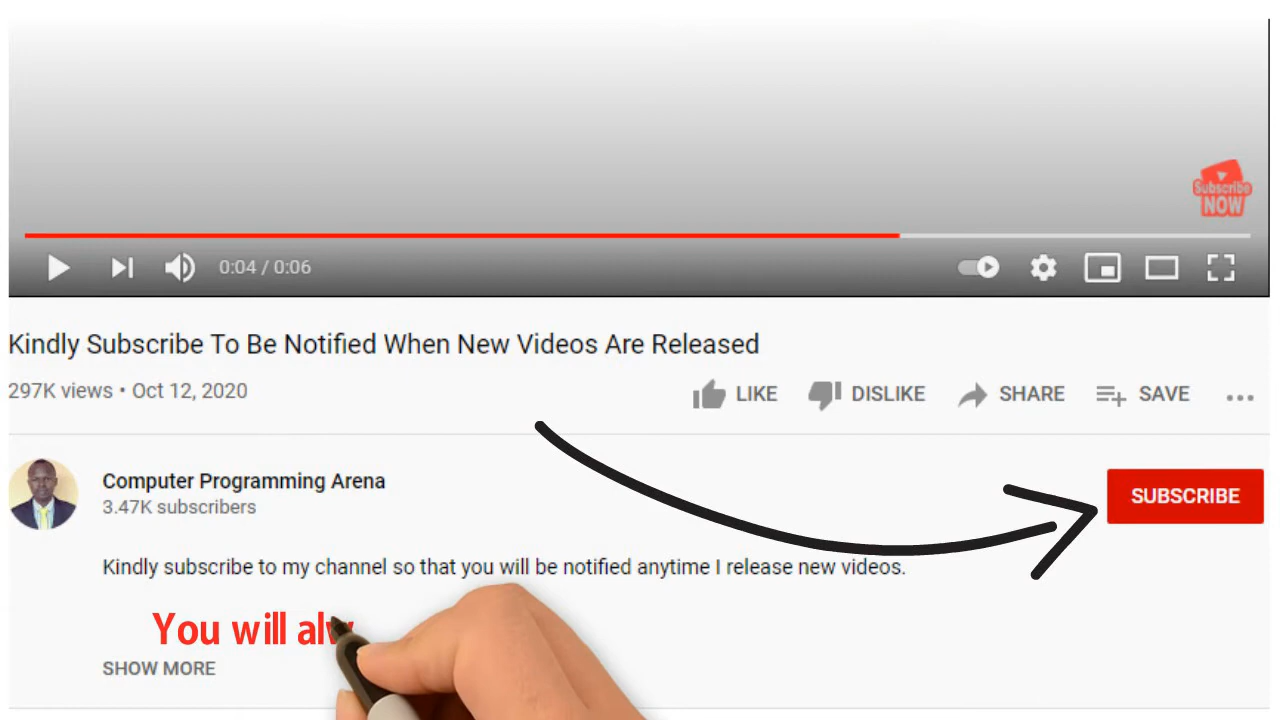 Subscribe
NOW
0:04 / 0:06
Kindly Subscribe To Be Notified When New Videos Are Released
297K views • Oct 12, 2020
LIKE DISLIKE SHARE SAVE
Computer Programming Arena
3.47K subscribers
SUBSCRIBE
Kindly subscribe to my channel so that you will be notified anytime I release new videos.
You will alw
SHOW MORE